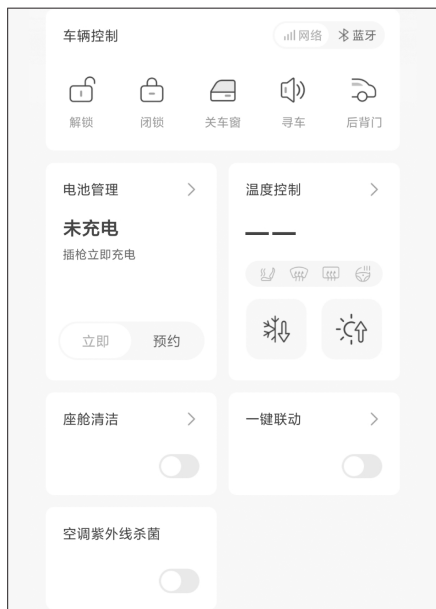 车辆控制
网络 蓝牙
解锁 闭锁 关车窗 寻车 后背门
电池管理
未充电
插枪立即充电
立即 预约
温度控制
座舱清洁
一键联动
空调紫外线杀菌